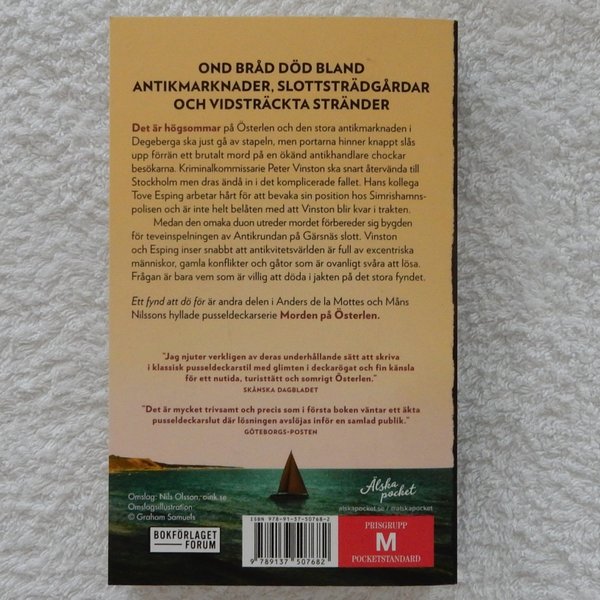 OND BRÅD DÖD BLAND
ANTIKMARKNADER, SLOTTSTRÄDGÅRDAR
OCH VIDSTRÄCKTA STRÄNDER
Det är högsommar på Österlen och den stora antikmarknaden i
Degeberga ska just gå av stapeln, men portarna hinner knappt slås
upp förrän ett brutalt mord på en ökänd antikhandlare chockar
besökarna. Kriminalkommissarie Peter Vinston ska snart återvända till
Stockholm men dras ändå in i det komplicerade fallet. Hans kollega
Tove Esping arbetar hårt för att bevaka sin position hos Simrishamns-
polisen och är inte helt belåten med att Vinston blir kvar i trakten.
Medan den omaka duon utreder mordet förbereder sig bygden
för teveinspelningen av Antikrundan på Gärsnäs slott. Vinston
och Esping inser snabbt att antikvitetsvärlden är full av excentriska
människor, gamla konflikter och gåtor som är ovanligt svåra att lösa.
Frågan är bara vem som är villig att döda i jakten på det stora fyndet.
Ett fynd att dö för är andra delen i Anders de la Mottes och Måns
Nilssons hyllade pusseldeckarserie Morden på Österlen.
"Jag njuter verkligen av deras underhållande sätt att skriva
i klassisk pusseldeckarstil med glimten i deckarögat och fin känsla
för ett nutida, turisttätt och somrigt Österlen."
SKÅNSKA DAGBLADET
"Det är mycket trivsamt och precis som i första boken väntar ett äkta
pusseldeckarslut där lösningen avslöjas inför en samlad publik."
GÖTEBORGS-POSTEN
Omslag: Nils Olsson, oink.se
Omslagsillustration:
© Graham Samuels
BOKFÖRLAGET
FORUM
ISBN 978-91-37-50768-2
9 789137 507682
Älska
pocket
alskapocket.se / #alskapocket
PRISGRUPP
M
POCKETSTANDARD